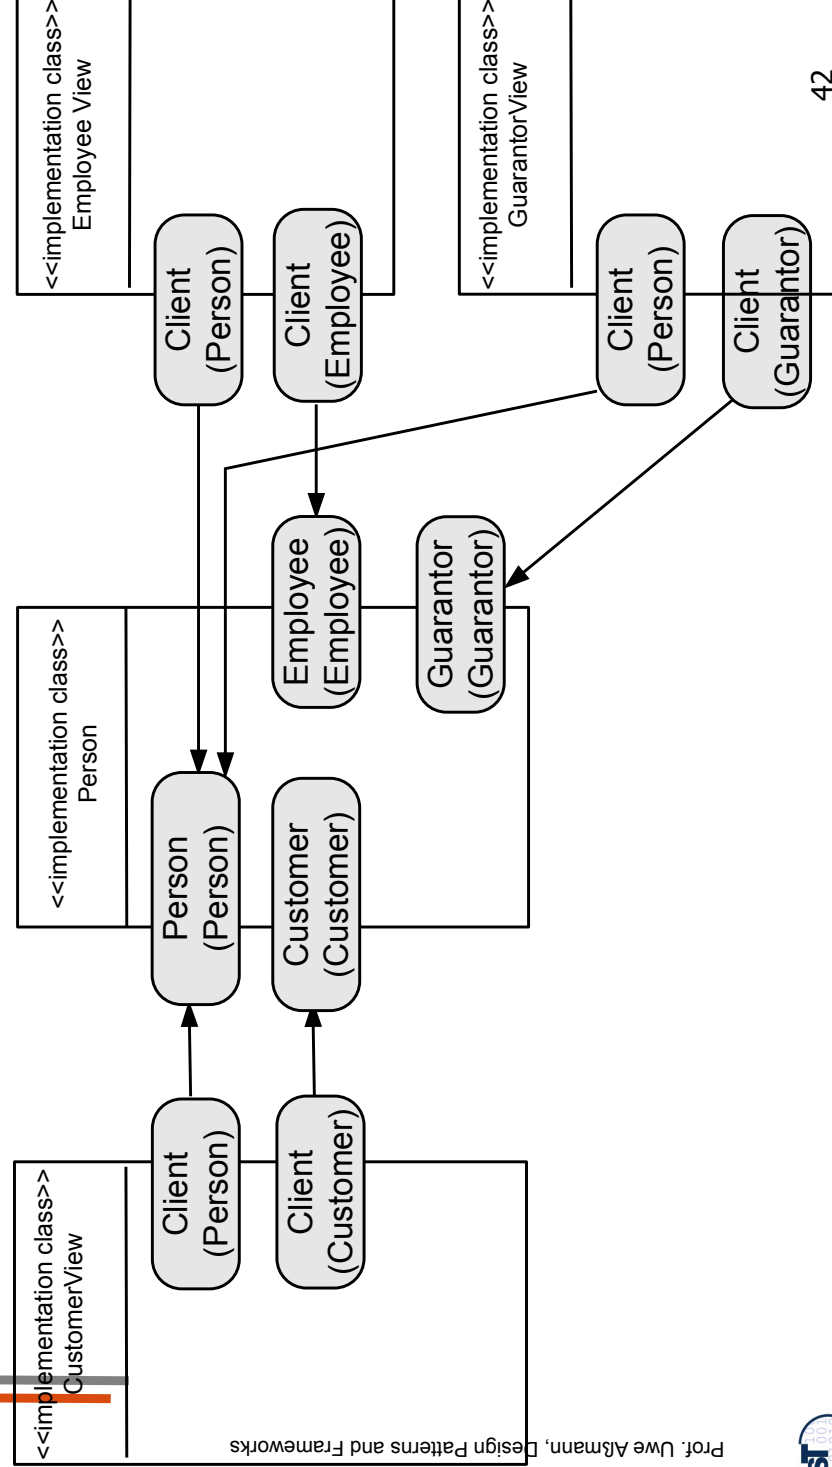 <<implementation class>>
CustomerView
Client
(Person)
Client
(Customer)
<<implementation class>>
Person
Person
(Person)
Customer
(Customer)
Employee
(Employee)
Guarantor
(Guarantor)
<<implementation class>>
Employee View
Client
(Person)
Client
(Employee)
<<implementation class>>
GuarantorView
Client
(Person)
Client
(Guarantor)
Prof. Uwe Aßmann, Design Patterns and Frameworks
42
ST